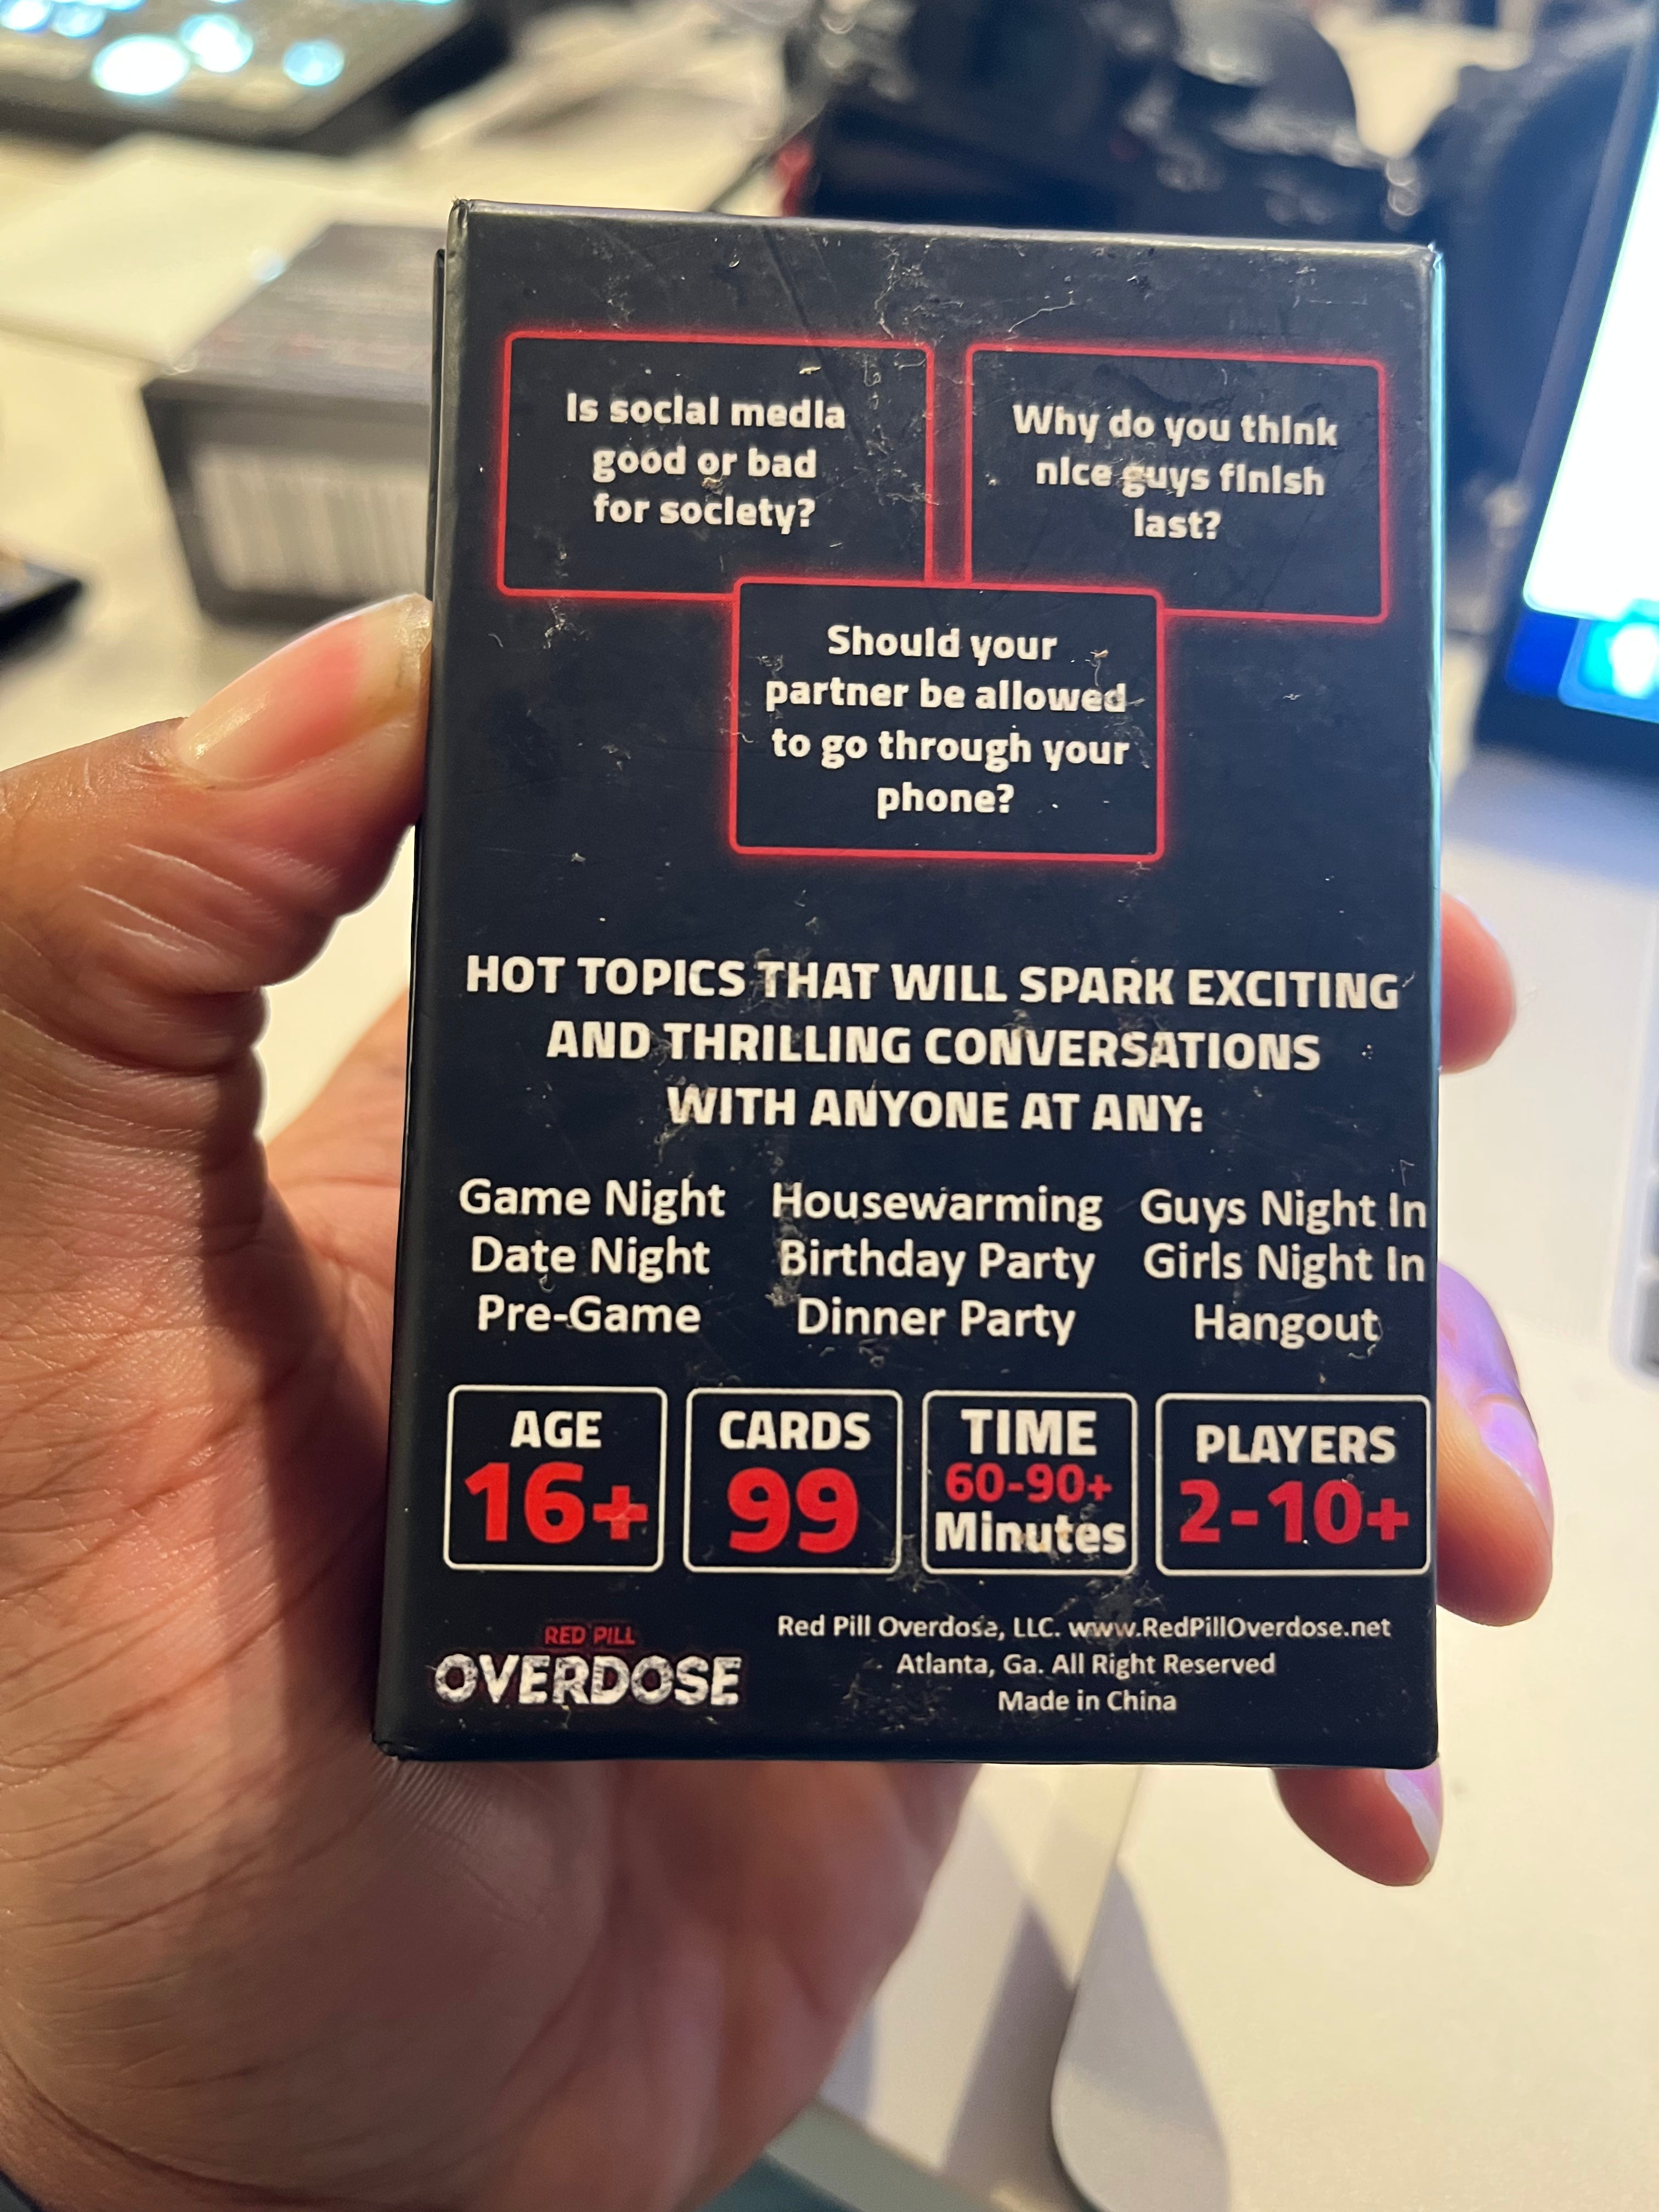 Is social media
good or bad
for society?
Why do you think
nice guys finish
last?
Should your
partner be allowed
to go through your
phone?
HOT TOPICS THAT WILL SPARK EXCITING
AND THRILLING CONVERSATIONS
WITH ANYONE AT ANY:
Game Night Housewarming Guys Night In
Date Night Birthday Party Girls Night In
Pre-Game Dinner Party Hangout
AGE
16+
CARDS
99
TIME
60-90+
Minutes
PLAYERS
2-10+
RED PILL
OVERDOSE
Red Pill Overdose, LLC. www.RedPillOverdose.net
Atlanta, Ga. All Right Reserved
Made in China